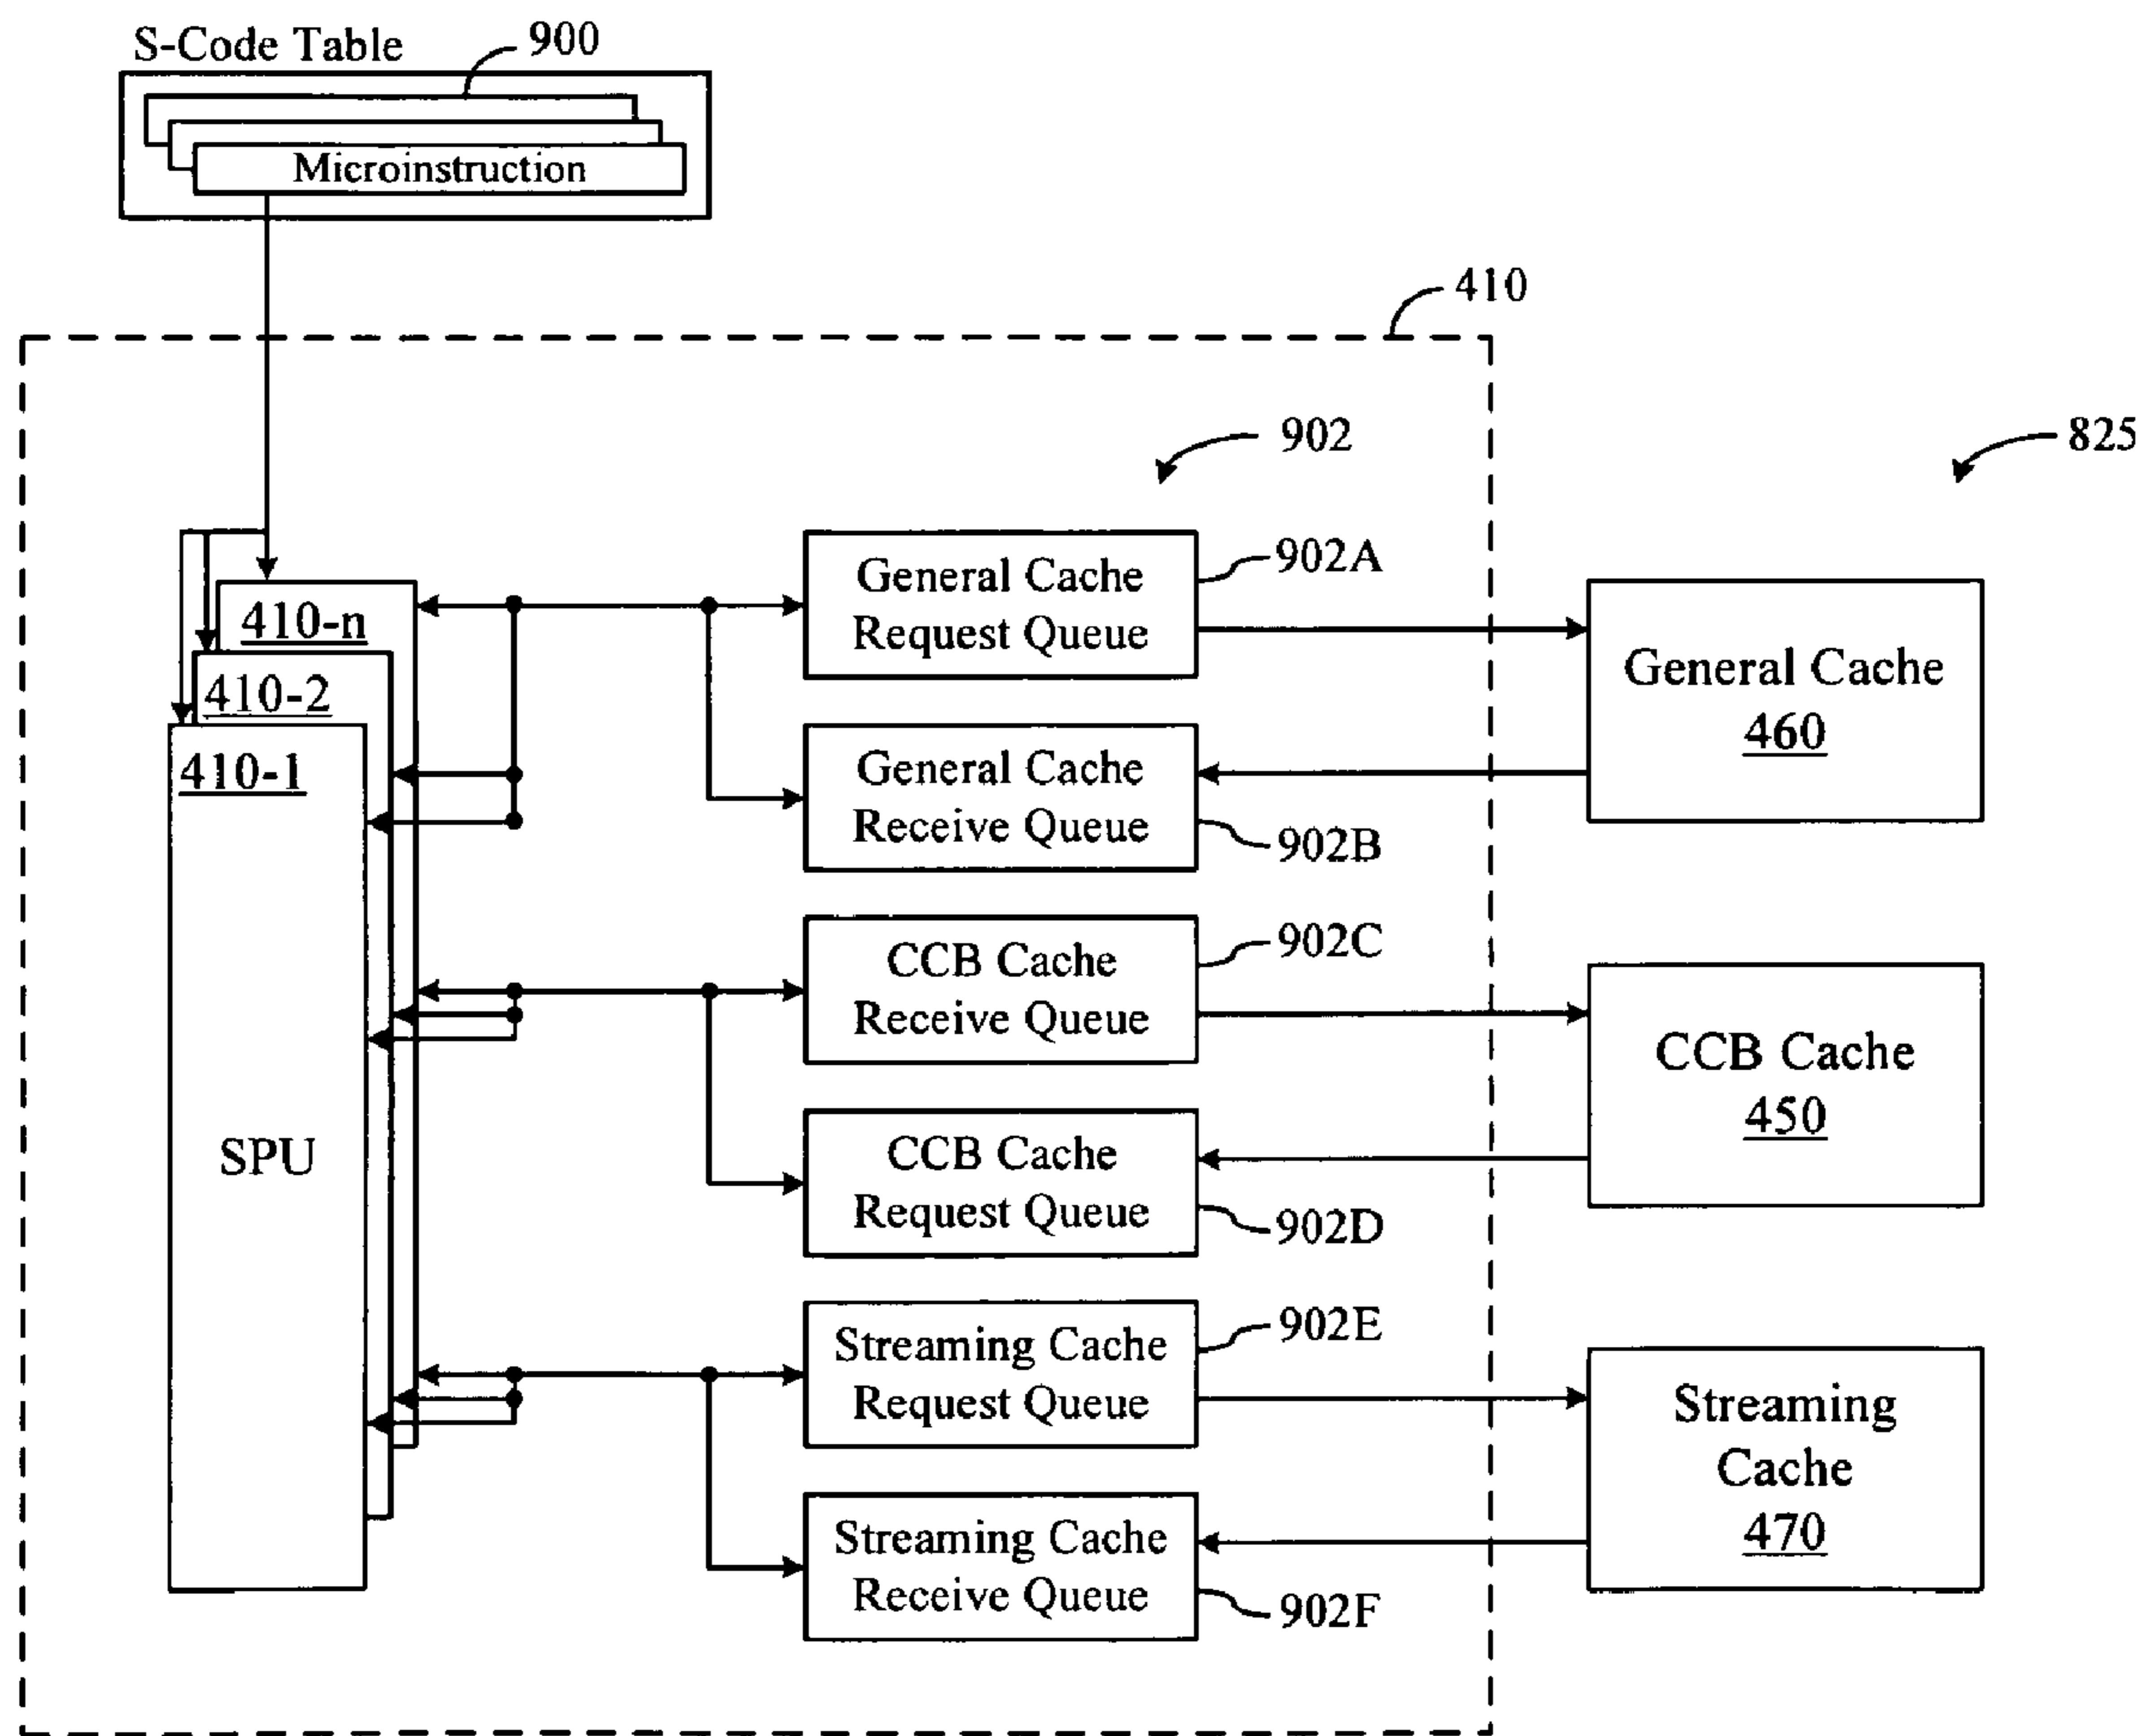 S-Code Table
900
Microinstruction
410
902
825
410-n
410-2
410-1
SPU
General Cache
Request Queue
902A
General Cache
Receive Queue
902B
General Cache
460
CCB Cache
Receive Queue
902C
CCB Cache
Request Queue
902D
CCB Cache
450
Streaming Cache
Request Queue
902E
Streaming Cache
Receive Queue
902F
Streaming
Cache
470